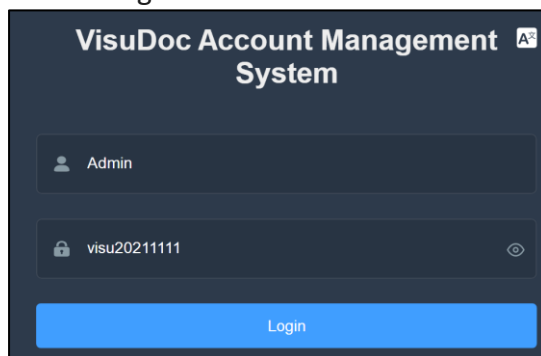 VisuDoc Account Management
System
Admin
visu20211111
Login